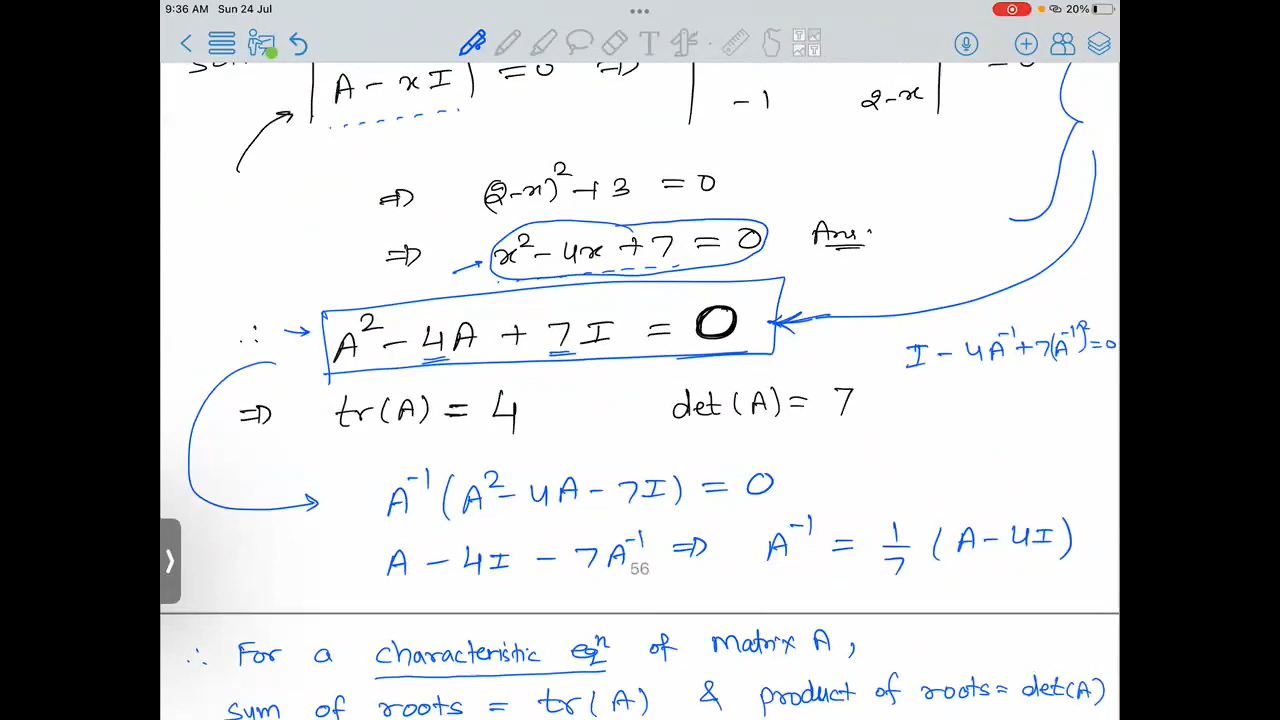 9:36 AM Sun 24 Jul 20%
|A - xI| = 0 ⇒
-1 2-x
⇒ (2-x)² + 3 = 0
⇒ x² - 4x + 7 = 0 Ans.
∴ → A² - 4A + 7I = 0
I - 4A⁻¹ + 7(A⁻¹)² = 0
⇒ tr(A) = 4 det(A) = 7
A⁻¹(A² - 4A - 7I) = 0
A - 4I - 7A⁻¹ ⇒ A⁻¹ = 1/7 (A - 4I)
56
∴ For a characteristic eqⁿ of matrix A,
sum of roots = tr(A) & product of roots = det(A)